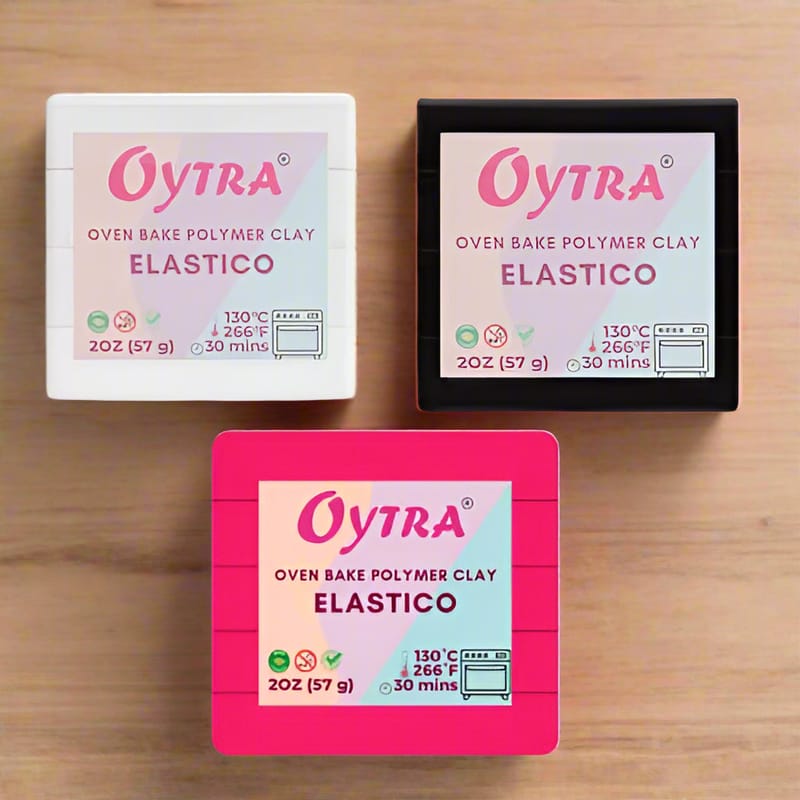 OYTRA®
OVEN BAKE POLYMER CLAY
ELASTICO
2OZ (57 g)
130°C
266°F
30 mins
OYTRA®
OVEN BAKE POLYMER CLAY
ELASTICO
2OZ (57 g)
130°C
266°F
30 mins
OYTRA®
OVEN BAKE POLYMER CLAY
ELASTICO
2OZ (57 g)
130°C
266°F
30 mins